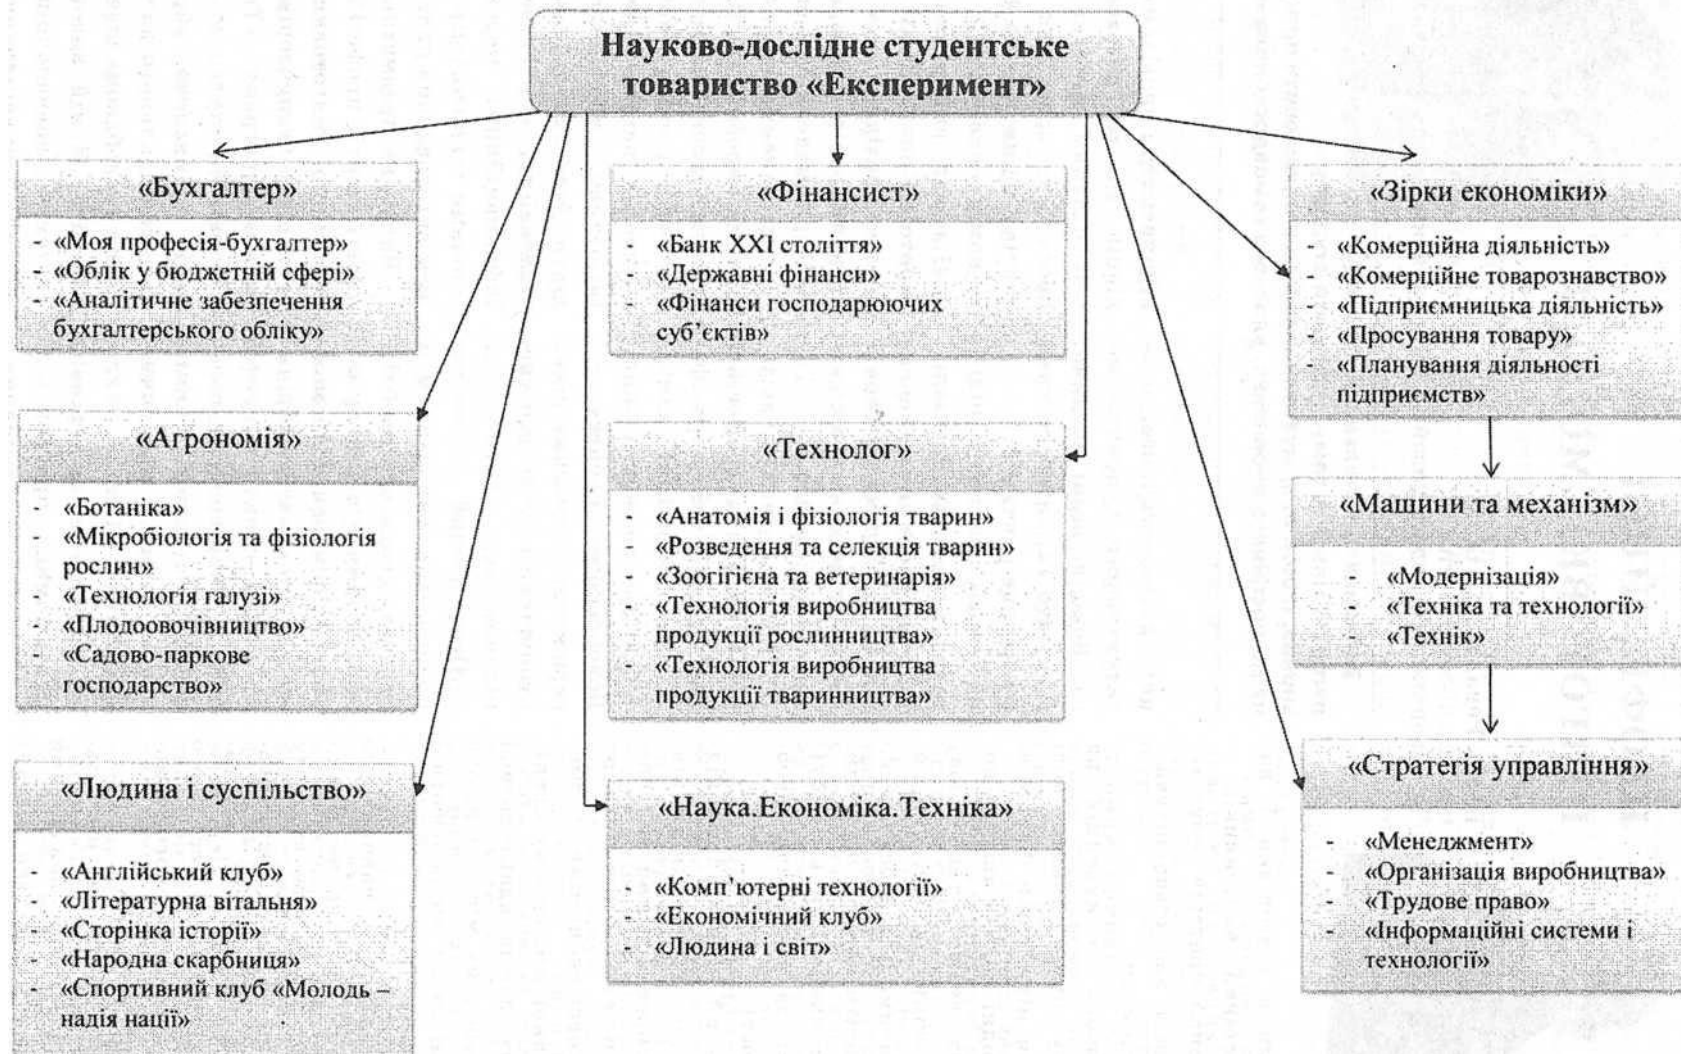 Науково-дослідне студентське
товариство «Експеримент»
«Бухгалтер»
- «Моя професія-бухгалтер»
- «Облік у бюджетній сфері»
- «Аналітичне забезпечення
бухгалтерського обліку»
«Фінансист»
- «Банк ХХІ століття»
- «Державні фінанси»
- «Фінанси господарюючих
суб’єктів»
«Зірки економіки»
- «Комерційна діяльність»
- «Комерційне товарознавство»
- «Підприємницька діяльність»
- «Просування товару»
- «Планування діяльності
підприємств»
«Агрономія»
- «Ботаніка»
- «Мікробіологія та фізіологія
рослин»
- «Технологія галузі»
- «Плодоовочівництво»
- «Садово-паркове
господарство»
«Технолог»
- «Анатомія і фізіологія тварин»
- «Розведення та селекція тварин»
- «Зоогігієна та ветеринарія»
- «Технологія виробництва
продукції рослинництва»
- «Технологія виробництва
продукції тваринництва»
«Машини та механізм»
- «Модернізація»
- «Техніка та технології»
- «Технік»
«Людина і суспільство»
- «Англійський клуб»
- «Літературна вітальня»
- «Сторінка історії»
- «Народна скарбниця»
- «Спортивний клуб «Молодь –
надія нації»
«Наука.Економіка.Техніка»
- «Комп’ютерні технології»
- «Економічний клуб»
- «Людина і світ»
«Стратегія управління»
- «Менеджмент»
- «Організація виробництва»
- «Трудове право»
- «Інформаційні системи і
технології»